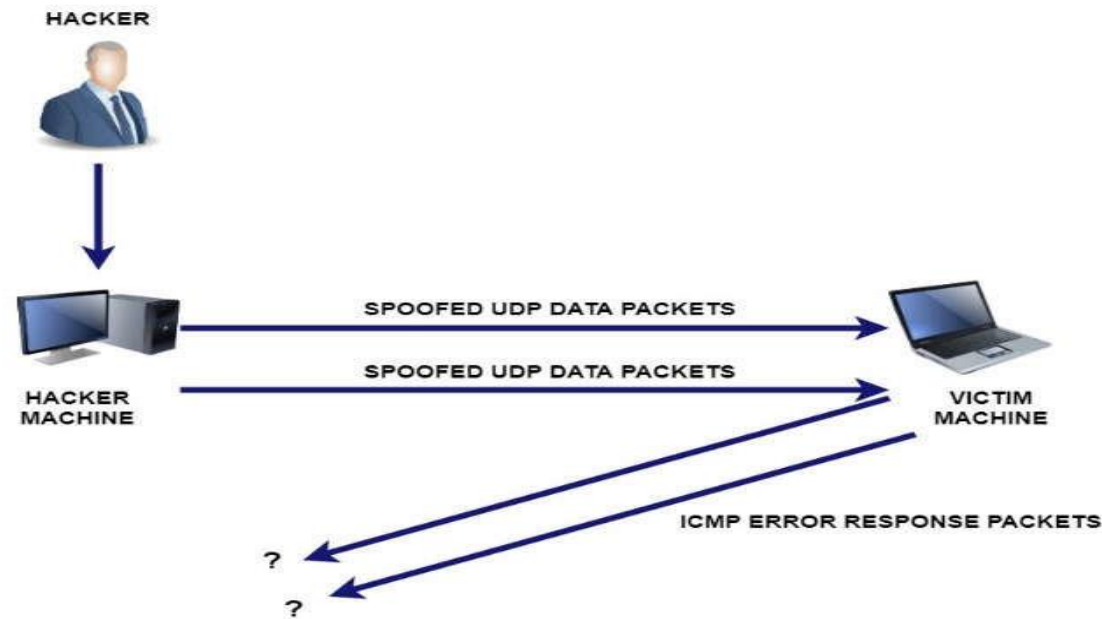 HACKER
SPOOFED UDP DATA PACKETS
SPOOFED UDP DATA PACKETS
HACKER
MACHINE
VICTIM
MACHINE
ICMP ERROR RESPONSE PACKETS
?
?